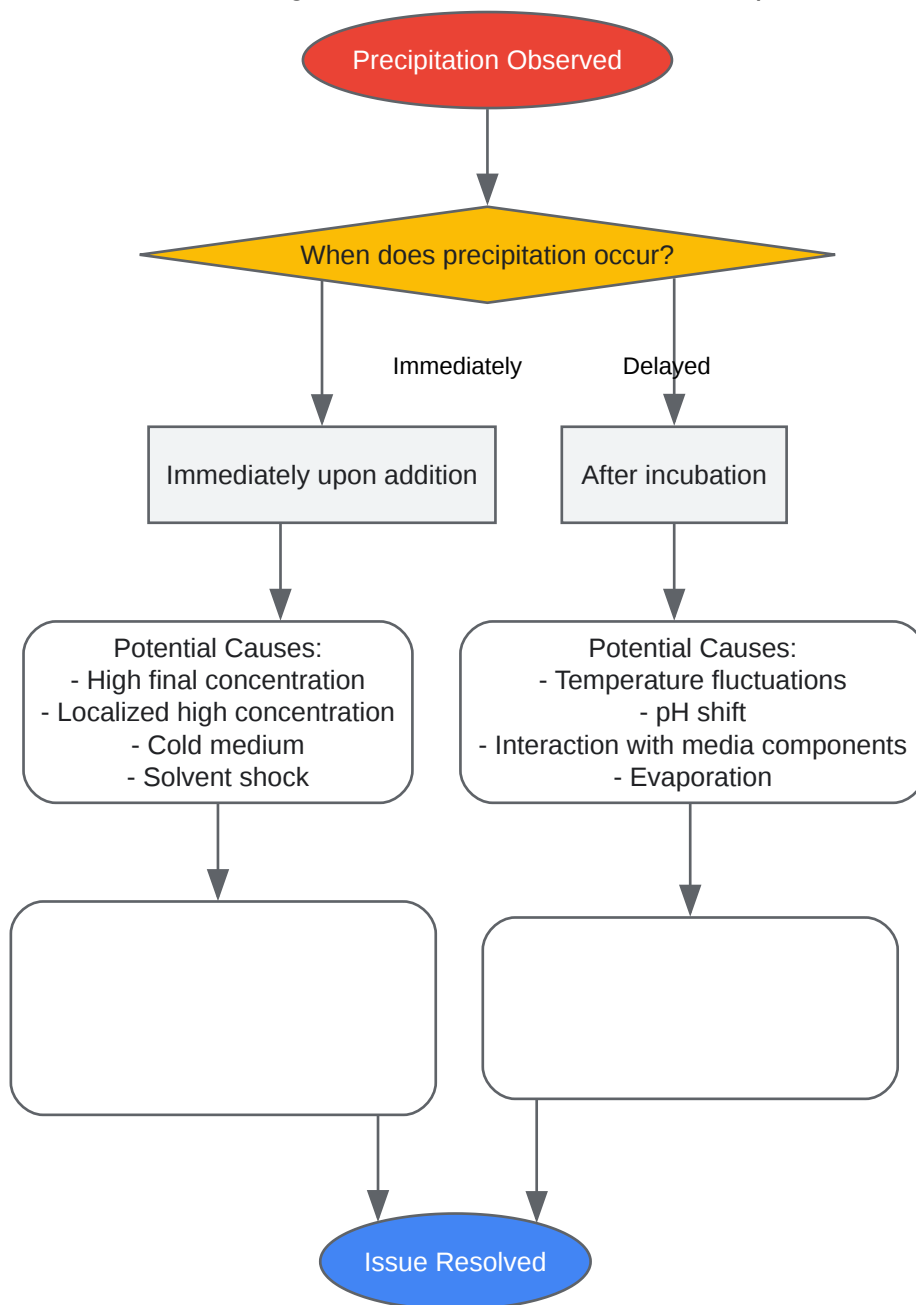 Precipitation Observed
When does precipitation occur?
Immediately
Delayed
Immediately upon addition
After incubation
Potential Causes:
- High final concentration
- Localized high concentration
- Cold medium
- Solvent shock
Potential Causes:
- Temperature fluctuations
- pH shift
- Interaction with media components
- Evaporation
Issue Resolved